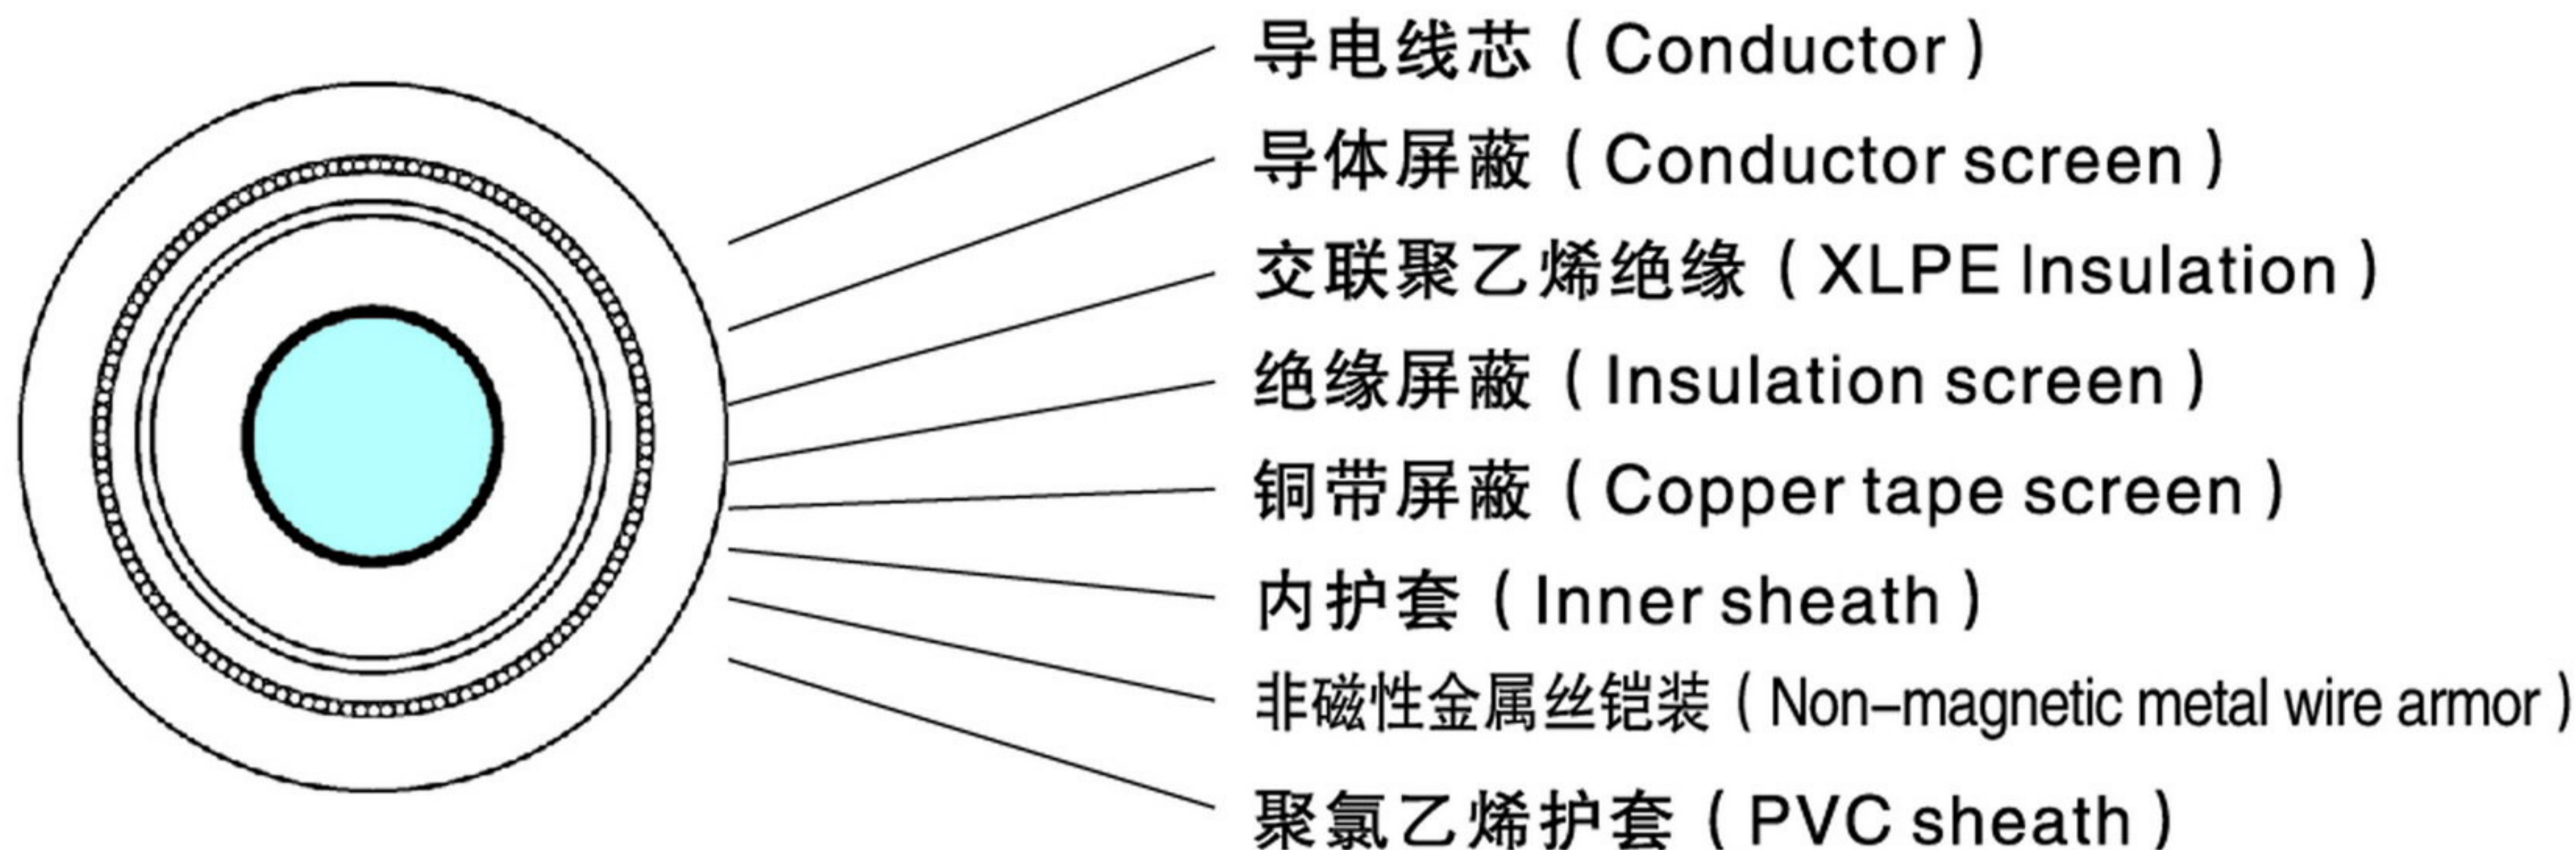 导电线芯（Conductor）
导体屏蔽（Conductor screen）
交联聚乙烯绝缘（XLPE Insulation）
绝缘屏蔽（Insulation screen）
铜带屏蔽（Copper tape screen）
内护套（Inner sheath）
非磁性金属丝铠装（Non-magnetic metal wire armor）
聚氯乙烯护套（PVC sheath）